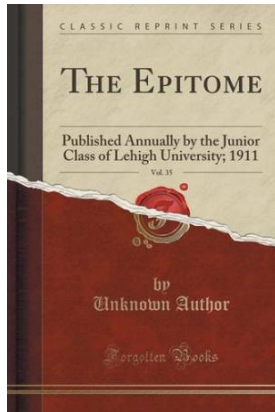 CLASSIC REPRINT SERIES
THE EPITOME
Published Annually by the Junior
Class of Lehigh University; 1911
Vol. 35
by
Unknown Author
Forgotten Books